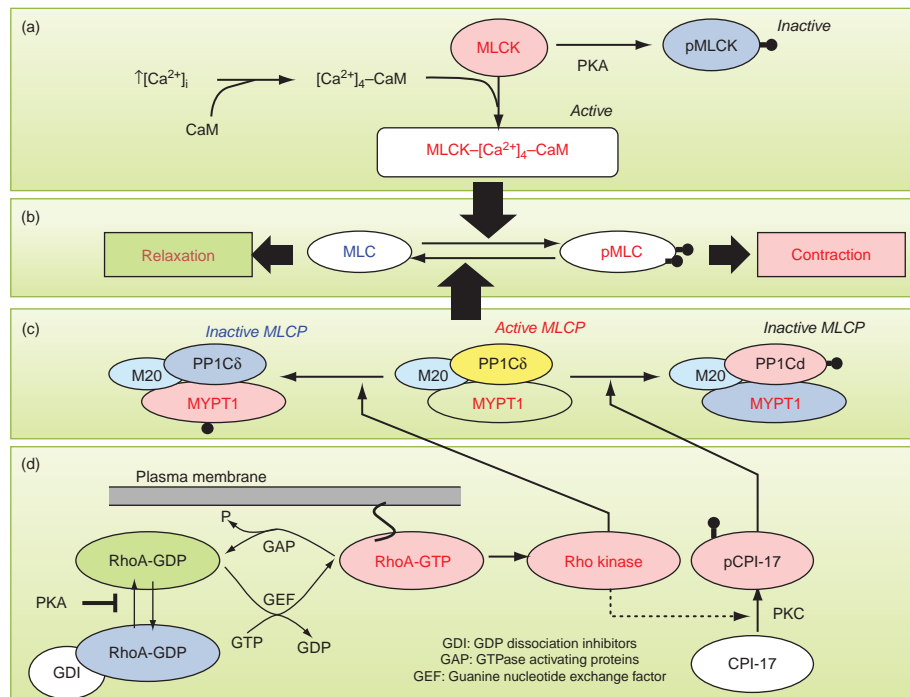 (a)
Inactive
MLCK
pMLCK
PKA
↑[Ca²⁺]ᵢ
[Ca²⁺]₄–CaM
CaM
Active
MLCK–[Ca²⁺]₄–CaM
(b)
Relaxation
MLC
pMLC
Contraction
(c)
Inactive MLCP
Active MLCP
Inactive MLCP
PP1Cδ
M20
MYPT1
PP1Cδ
M20
MYPT1
PP1Cd
M20
MYPT1
(d)
Plasma membrane
P
GAP
RhoA-GDP
RhoA-GTP
Rho kinase
pCPI-17
PKA
GEF
PKC
GTP
GDP
RhoA-GDP
GDI
CPI-17
GDI: GDP dissociation inhibitors
GAP: GTPase activating proteins
GEF: Guanine nucleotide exchange factor